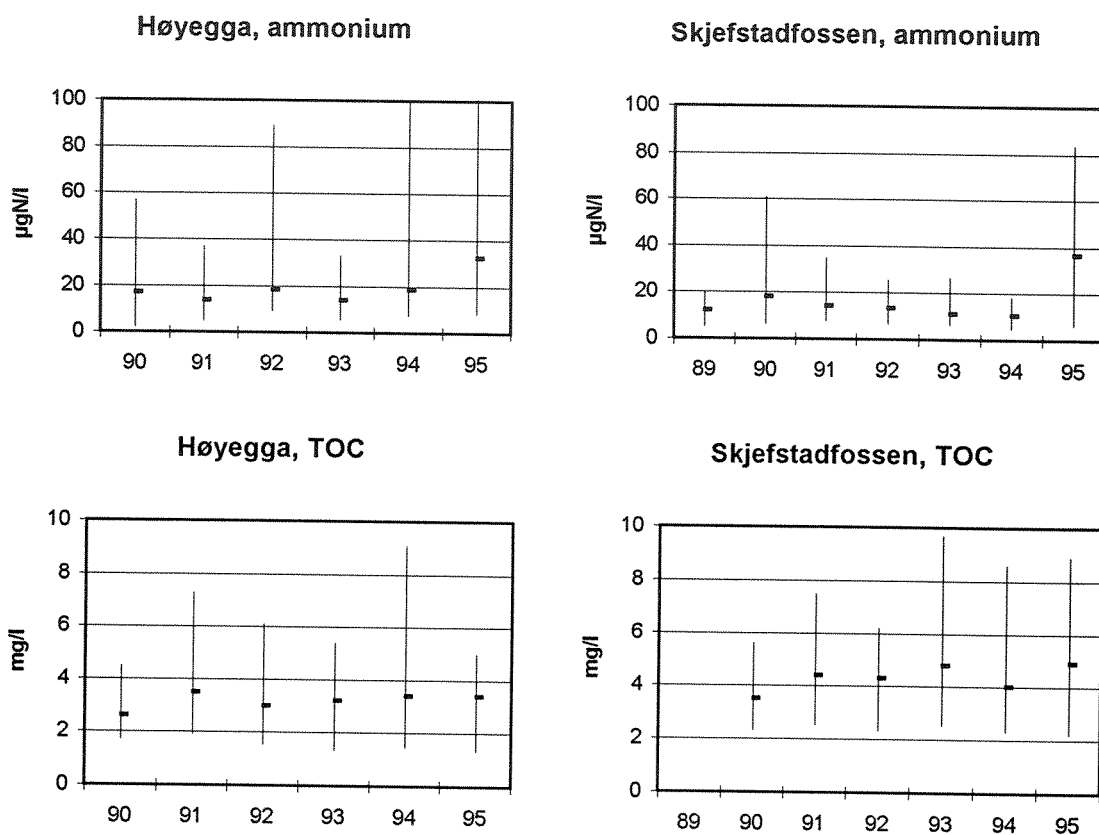 Høyegga, ammonium
100
80
60
40
20
0
µgN/l
90 91 92 93 94 95
Skjefstadfossen, ammonium
100
80
60
40
20
0
µgN/l
89 90 91 92 93 94 95
Høyegga, TOC
10
8
6
4
2
0
mg/l
90 91 92 93 94 95
Skjefstadfossen, TOC
10
8
6
4
2
0
mg/l
89 90 91 92 93 94 95